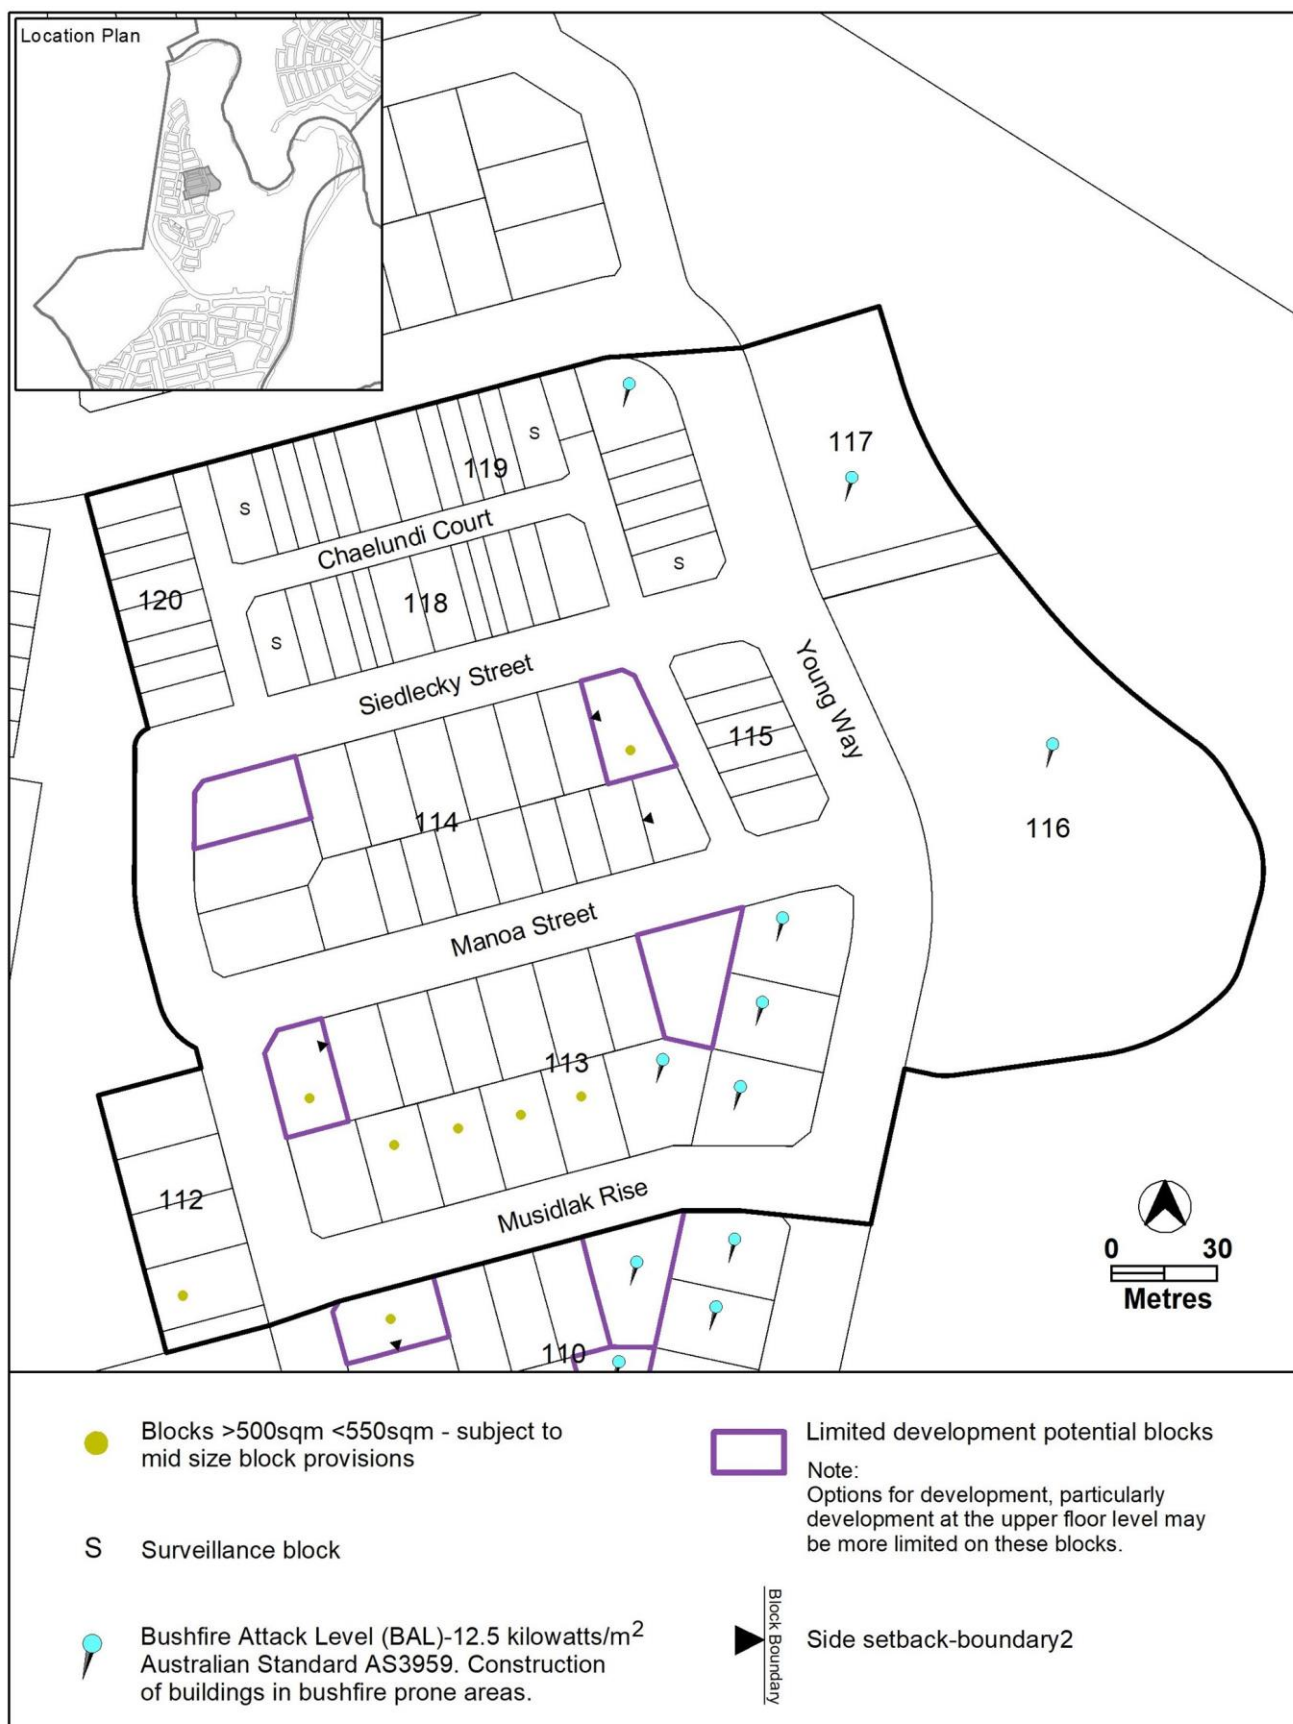 Location Plan
117
S
119
S
Chaelundi Court
S
120
118
S
Siedlecky Street
Young Way
115
114
116
Manoa Street
113
112
Musidlak Rise
0 30
Metres
110
Blocks >500sqm <550sqm - subject to
mid size block provisions
S Surveillance block
Bushfire Attack Level (BAL)-12.5 kilowatts/m2
Australian Standard AS3959. Construction
of buildings in bushfire prone areas.
Limited development potential blocks
Note:
Options for development, particularly
development at the upper floor level may
be more limited on these blocks.
Block Boundary
Side setback-boundary2